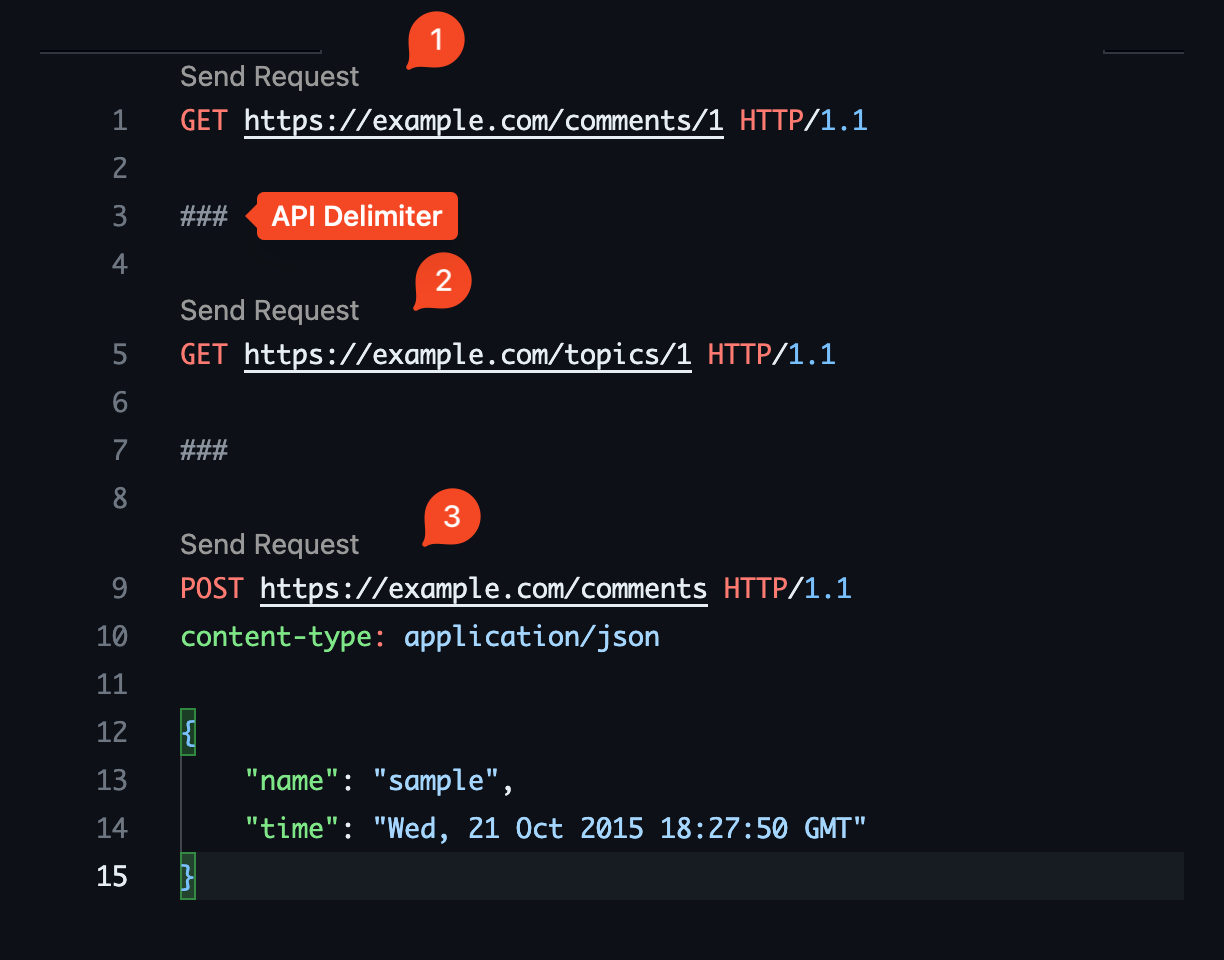 1
Send Request
1 GET https://example.com/comments/1 HTTP/1.1
2
3 ### API Delimiter
4
2
Send Request
5 GET https://example.com/topics/1 HTTP/1.1
6
7 ###
8
3
Send Request
9 POST https://example.com/comments HTTP/1.1
10 content-type: application/json
11
12 {
13     "name": "sample",
14     "time": "Wed, 21 Oct 2015 18:27:50 GMT"
15 }